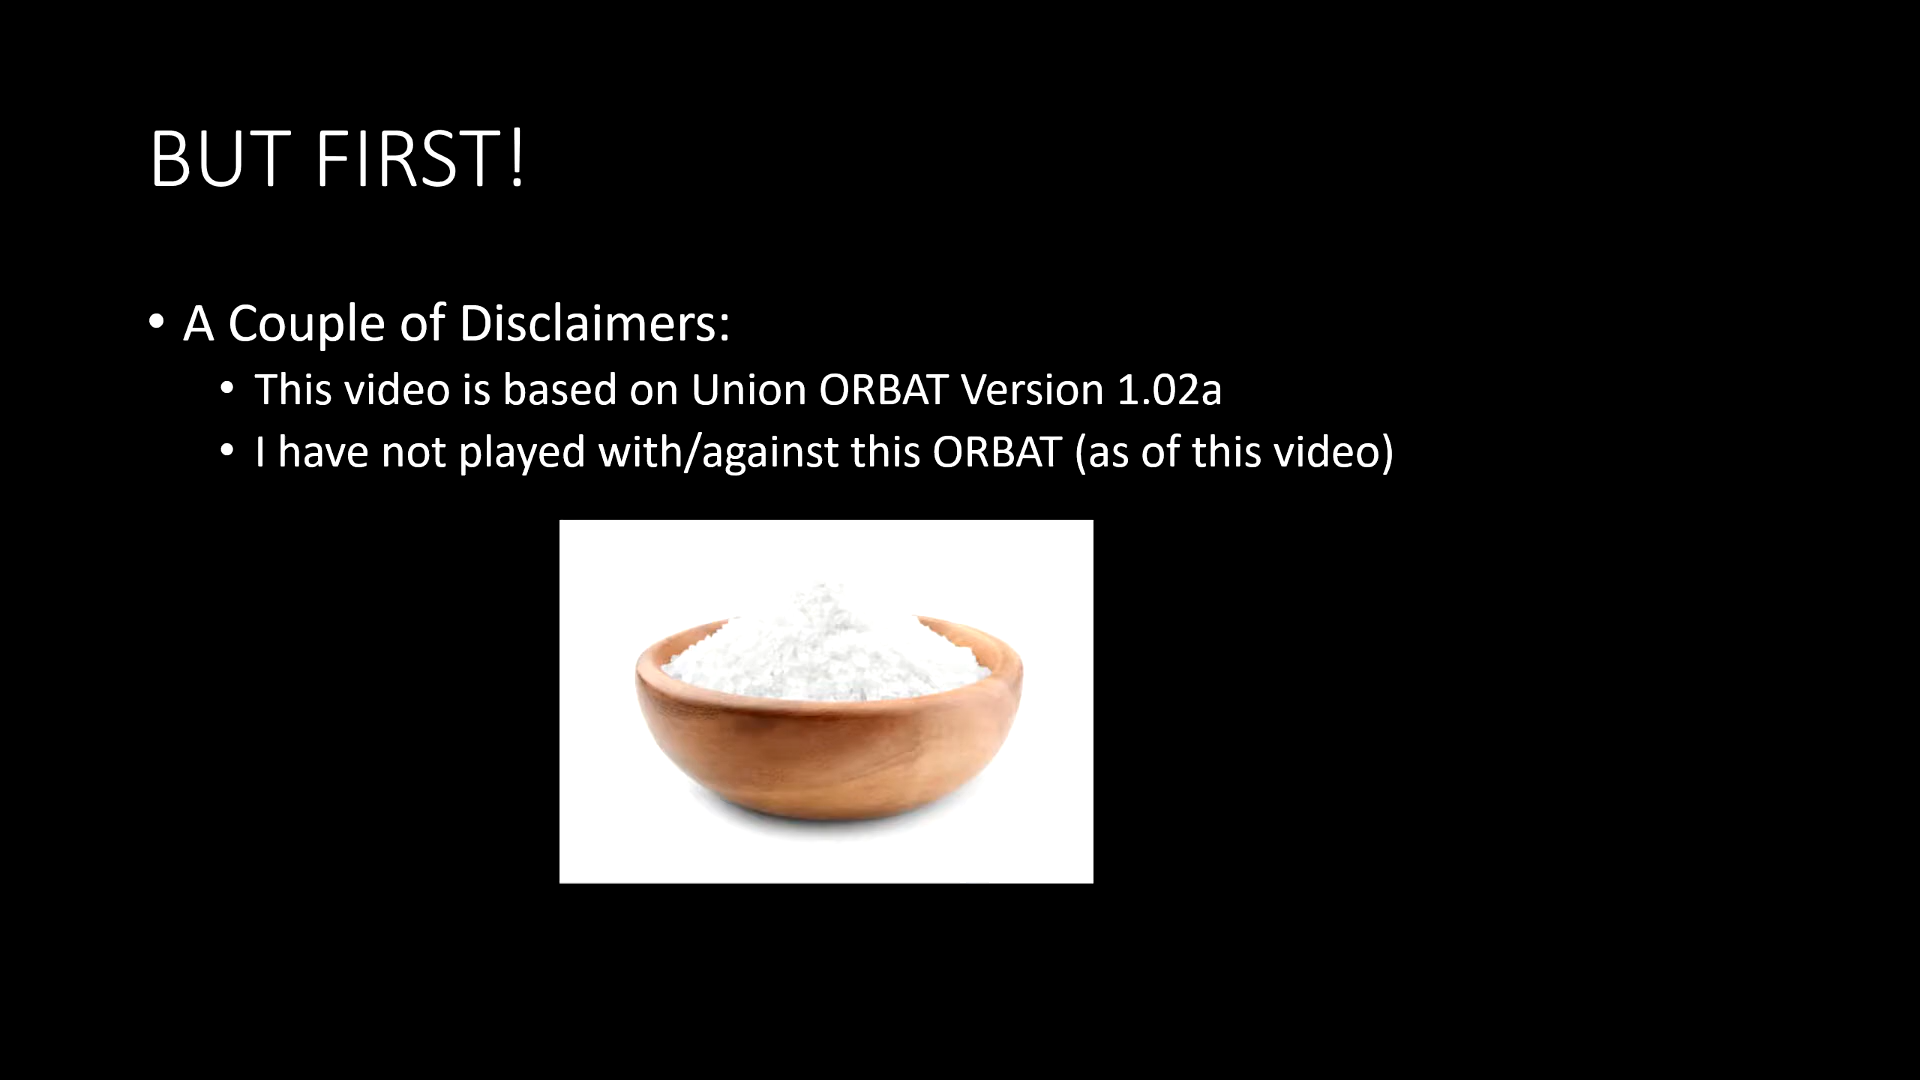 BUT FIRST!
• A Couple of Disclaimers:
• This video is based on Union ORBAT Version 1.02a
• I have not played with/against this ORBAT (as of this video)